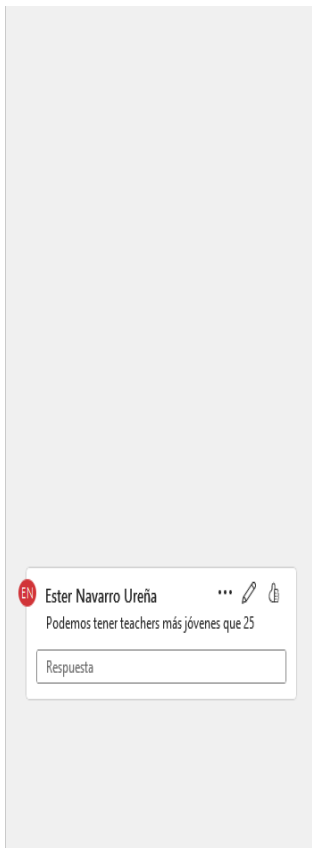 EN
Ester Navarro Ureña
Podemos tener teachers más jóvenes que 25
Respuesta